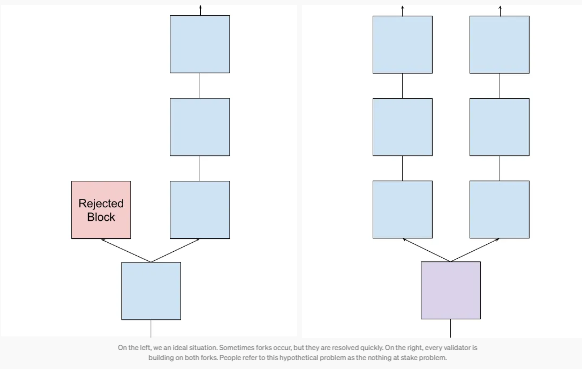 Rejected
Block
On the left, we an ideal situation. Sometimes forks occur, but they are resolved quickly. On the right, every validator is
building on both forks. People refer to this hypothetical problem as the nothing at stake problem.